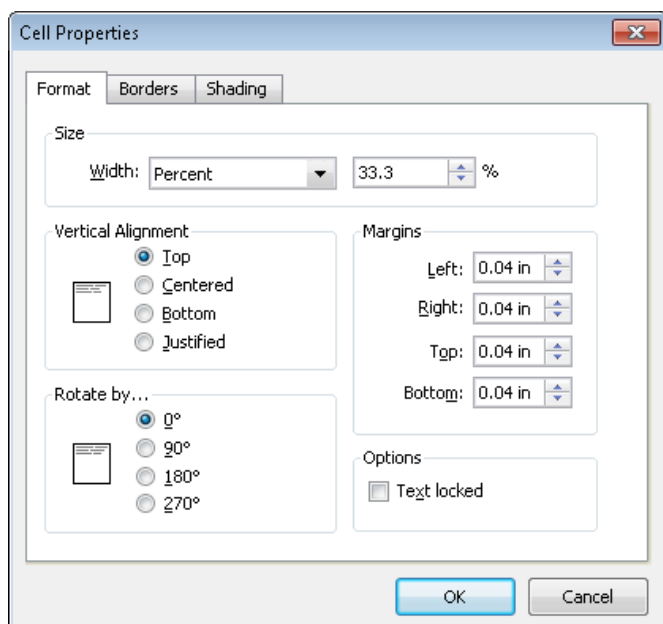 Cell Properties
Format Borders Shading
Size
Width: Percent 33.3 %
Vertical Alignment
Top
Centered
Bottom
Justified
Margins
Left: 0.04 in
Right: 0.04 in
Top: 0.04 in
Bottom: 0.04 in
Rotate by...
0°
90°
180°
270°
Options
Text locked
OK Cancel